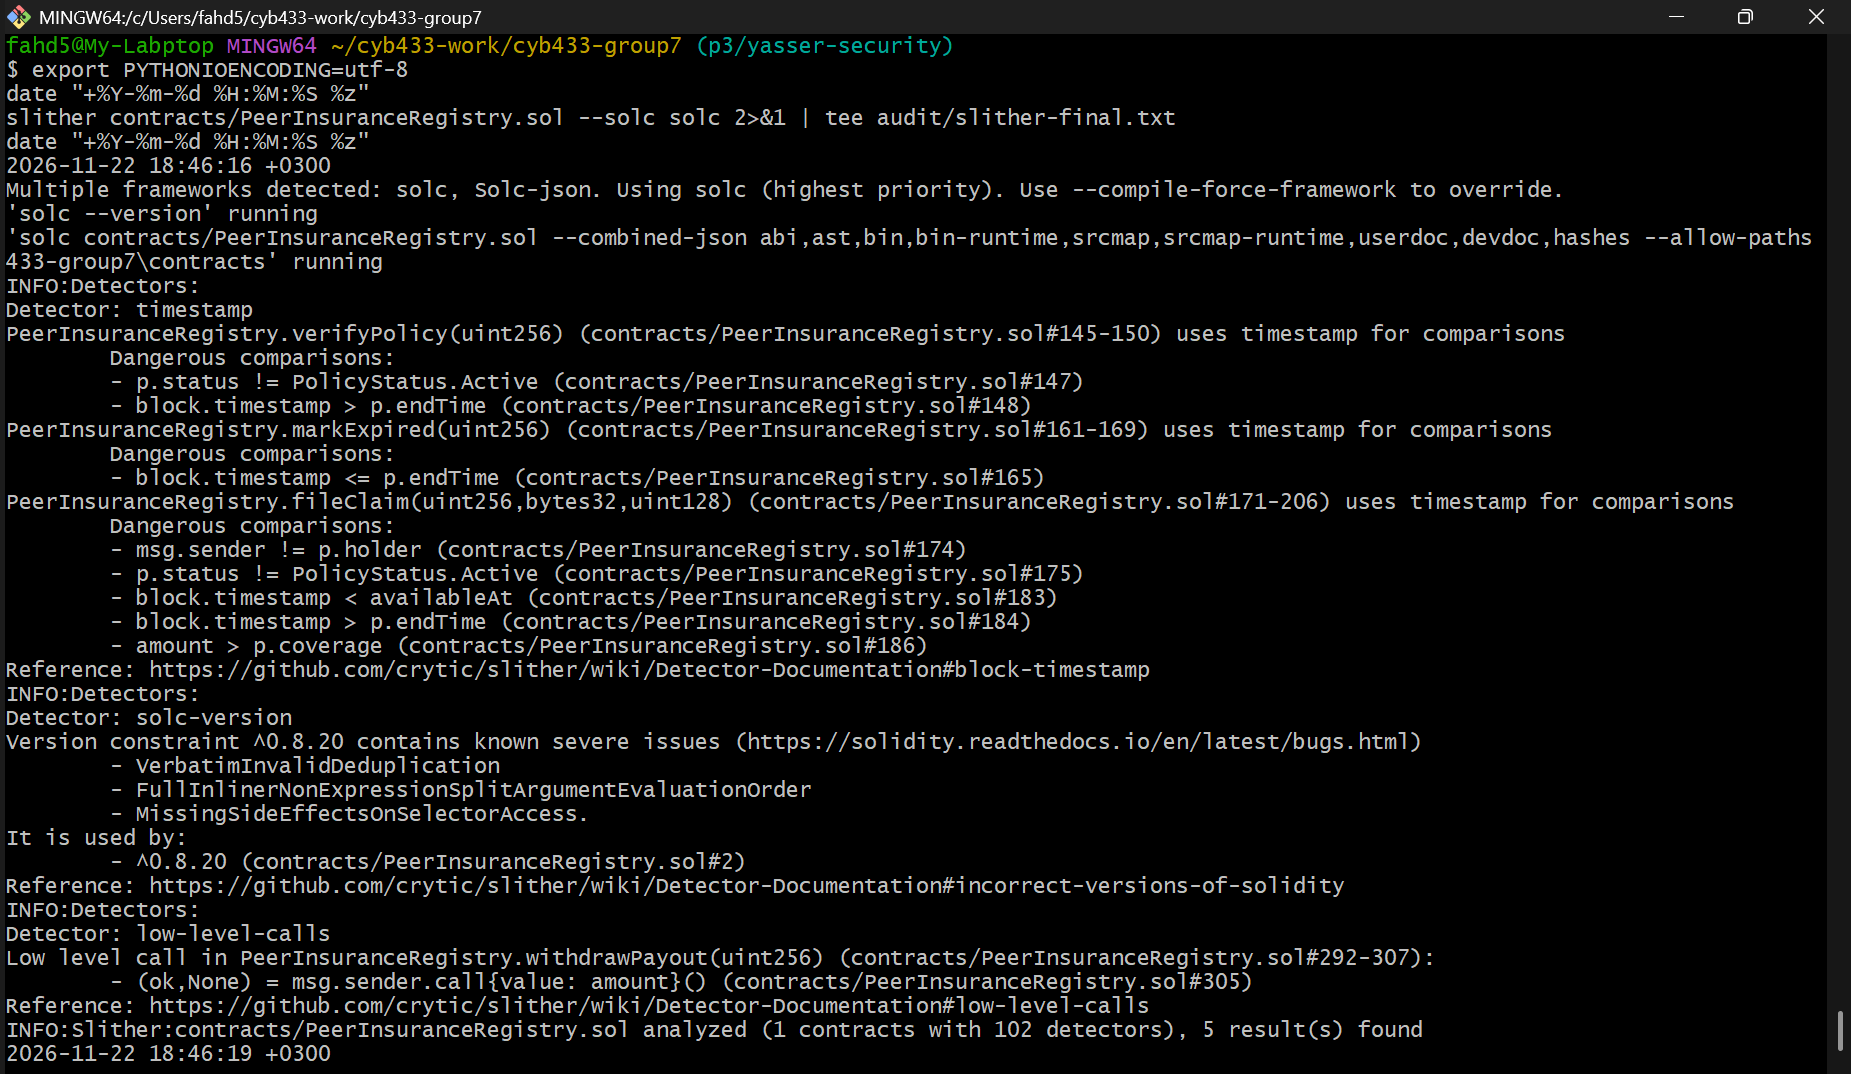 MINGW64:/c/Users/fahd5/cyb433-work/cyb433-group7
fahd5@My-Labptop MINGW64 ~/cyb433-work/cyb433-group7 (p3/yasser-security)
$ export PYTHONIOENCODING=utf-8
date "+%Y-%m-%d %H:%M:%S %z"
slither contracts/PeerInsuranceRegistry.sol --solc solc 2>&1 | tee audit/slither-final.txt
date "+%Y-%m-%d %H:%M:%S %z"
2026-11-22 18:46:16 +0300
Multiple frameworks detected: solc, Solc-json. Using solc (highest priority). Use --compile-force-framework to override.
'solc --version' running
'solc contracts/PeerInsuranceRegistry.sol --combined-json abi,ast,bin,bin-runtime,srcmap,srcmap-runtime,userdoc,devdoc,hashes --allow-paths
433-group7\contracts' running
INFO:Detectors:
Detector: timestamp
PeerInsuranceRegistry.verifyPolicy(uint256) (contracts/PeerInsuranceRegistry.sol#145-150) uses timestamp for comparisons
        Dangerous comparisons:
        - p.status != PolicyStatus.Active (contracts/PeerInsuranceRegistry.sol#147)
        - block.timestamp > p.endTime (contracts/PeerInsuranceRegistry.sol#148)
PeerInsuranceRegistry.markExpired(uint256) (contracts/PeerInsuranceRegistry.sol#161-169) uses timestamp for comparisons
        Dangerous comparisons:
        - block.timestamp <= p.endTime (contracts/PeerInsuranceRegistry.sol#165)
PeerInsuranceRegistry.fileClaim(uint256,bytes32,uint128) (contracts/PeerInsuranceRegistry.sol#171-206) uses timestamp for comparisons
        Dangerous comparisons:
        - msg.sender != p.holder (contracts/PeerInsuranceRegistry.sol#174)
        - p.status != PolicyStatus.Active (contracts/PeerInsuranceRegistry.sol#175)
        - block.timestamp < availableAt (contracts/PeerInsuranceRegistry.sol#183)
        - block.timestamp > p.endTime (contracts/PeerInsuranceRegistry.sol#184)
        - amount > p.coverage (contracts/PeerInsuranceRegistry.sol#186)
Reference: https://github.com/crytic/slither/wiki/Detector-Documentation#block-timestamp
INFO:Detectors:
Detector: solc-version
Version constraint ^0.8.20 contains known severe issues (https://solidity.readthedocs.io/en/latest/bugs.html)
        - VerbatimInvalidDeduplication
        - FullInlinerNonExpressionSplitArgumentEvaluationOrder
        - MissingSideEffectsOnSelectorAccess.
It is used by:
        - ^0.8.20 (contracts/PeerInsuranceRegistry.sol#2)
Reference: https://github.com/crytic/slither/wiki/Detector-Documentation#incorrect-versions-of-solidity
INFO:Detectors:
Detector: low-level-calls
Low level call in PeerInsuranceRegistry.withdrawPayout(uint256) (contracts/PeerInsuranceRegistry.sol#292-307):
        - (ok,None) = msg.sender.call{value: amount}() (contracts/PeerInsuranceRegistry.sol#305)
Reference: https://github.com/crytic/slither/wiki/Detector-Documentation#low-level-calls
INFO:Slither:contracts/PeerInsuranceRegistry.sol analyzed (1 contracts with 102 detectors), 5 result(s) found
2026-11-22 18:46:19 +0300